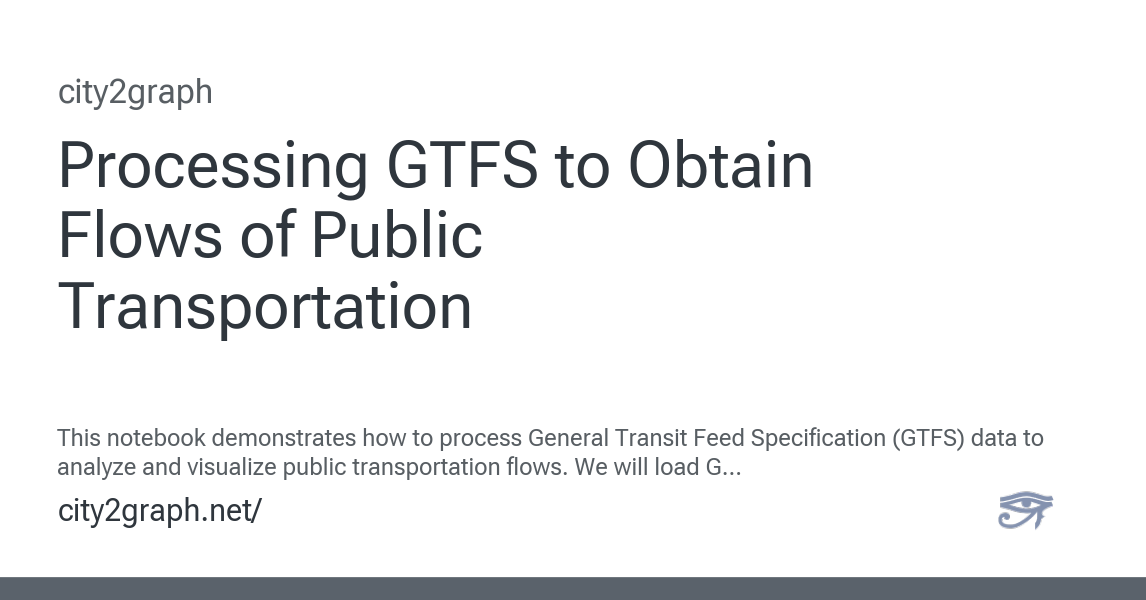 city2graph
Processing GTFS to Obtain
Flows of Public
Transportation
This notebook demonstrates how to process General Transit Feed Specification (GTFS) data to
analyze and visualize public transportation flows. We will load G...
city2graph.net/